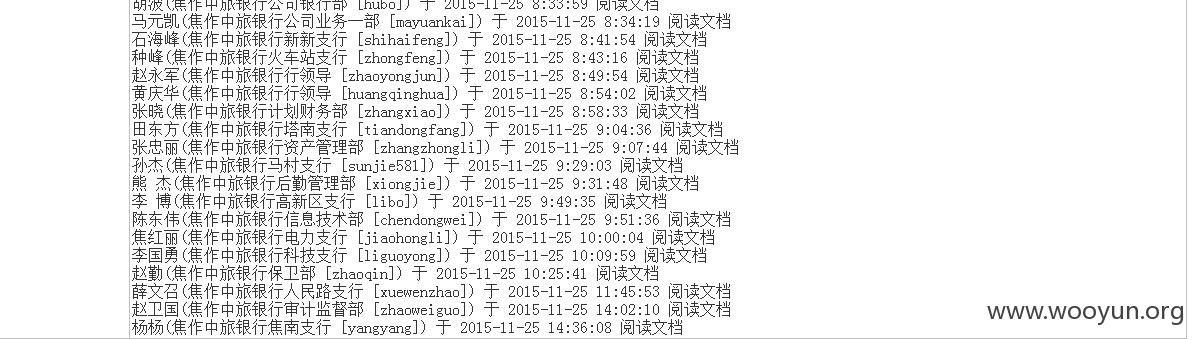 胡波(焦作中旅银行公司银行部 [hubo]) 于 2015-11-25 8:33:59 阅读文档
马元凯(焦作中旅银行公司业务一部 [mayuankai]) 于 2015-11-25 8:34:19 阅读文档
石海峰(焦作中旅银行新新支行 [shihaifeng]) 于 2015-11-25 8:41:54 阅读文档
种峰(焦作中旅银行火车站支行 [zhongfeng]) 于 2015-11-25 8:43:16 阅读文档
赵永军(焦作中旅银行行领导 [zhaoyongjun]) 于 2015-11-25 8:49:54 阅读文档
黄庆华(焦作中旅银行行领导 [huangqinghua]) 于 2015-11-25 8:54:02 阅读文档
张晓(焦作中旅银行计划财务部 [zhangxiao]) 于 2015-11-25 8:58:33 阅读文档
田东方(焦作中旅银行塔南支行 [tiandongfang]) 于 2015-11-25 9:04:36 阅读文档
张忠丽(焦作中旅银行资产管理部 [zhangzhongli]) 于 2015-11-25 9:07:44 阅读文档
孙杰(焦作中旅银行马村支行 [sunjie581]) 于 2015-11-25 9:29:03 阅读文档
熊 杰(焦作中旅银行后勤管理部 [xiongjie]) 于 2015-11-25 9:31:48 阅读文档
李 博(焦作中旅银行高新区支行 [libo]) 于 2015-11-25 9:49:35 阅读文档
陈东伟(焦作中旅银行信息技术部 [chendongwei]) 于 2015-11-25 9:51:36 阅读文档
焦红丽(焦作中旅银行电力支行 [jiaohongli]) 于 2015-11-25 10:00:04 阅读文档
李国勇(焦作中旅银行科技支行 [liguoyong]) 于 2015-11-25 10:09:59 阅读文档
赵勤(焦作中旅银行保卫部 [zhaoqin]) 于 2015-11-25 10:25:41 阅读文档
薛文召(焦作中旅银行人民路支行 [xuewenzhao]) 于 2015-11-25 11:45:53 阅读文档
赵卫国(焦作中旅银行审计监督部 [zhaoweiguo]) 于 2015-11-25 14:02:10 阅读文档
杨杨(焦作中旅银行焦南支行 [yangyang]) 于 2015-11-25 14:36:08 阅读文档
www.wooyun.org